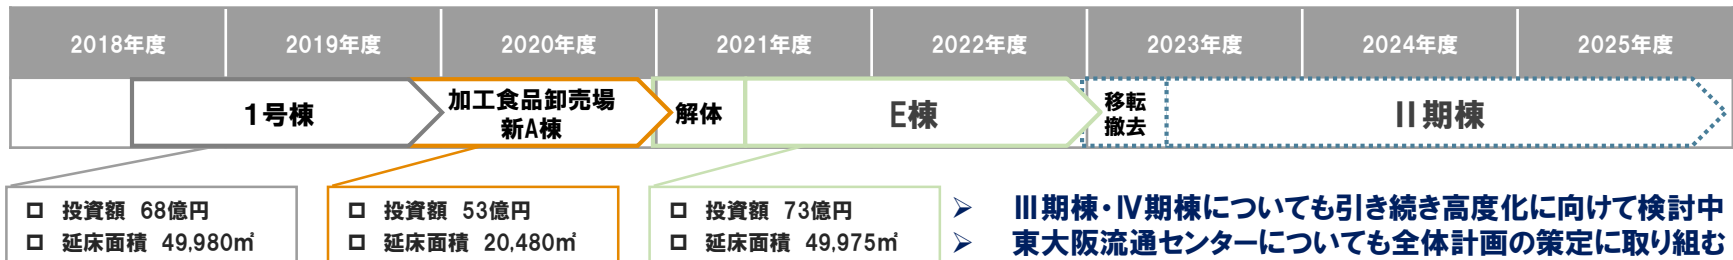 2018年度 2019年度 2020年度 2021年度 2022年度 2023年度 2024年度 2025年度
1号棟
加工食品卸売場
新A棟
解体
E棟
移転
撤去
Ⅱ期棟
□ 投資額 68億円
□ 延床面積 49,980㎡
□ 投資額 53億円
□ 延床面積 20,480㎡
□ 投資額 73億円
□ 延床面積 49,975㎡
➢ Ⅲ期棟・Ⅳ期棟についても引き続き高度化に向けて検討中
➢ 東大阪流通センターについても全体計画の策定に取り組む